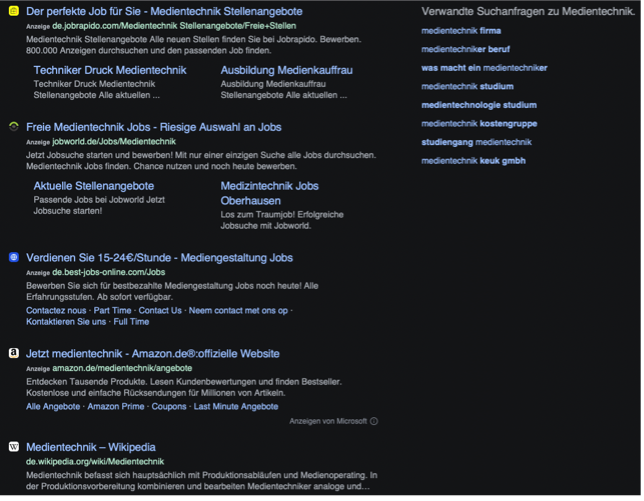 Der perfekte Job für Sie - Medientechnik Stellenangebote
Anzeige de.jobrapido.com/Medientechnik Stellenangebote/Freie+Stellen
Medientechnik Stellenangebote Alle neuen Stellen finden Sie bei Jobrapido. Bewerben.
800.000 Anzeigen durchsuchen und den passenden Job finden.
Techniker Druck Medientechnik
Techniker Druck Medientechnik
Stellenangebote Alle aktuellen ...
Ausbildung Medienkauffrau
Ausbildung Medienkauffrau
Stellenangebote Alle aktuellen ...
Freie Medientechnik Jobs - Riesige Auswahl an Jobs
Anzeige jobworld.de/Jobs/Medientechnik
Jetzt Jobsuche starten und bewerben! Mit nur einer einzigen Suche alle Jobs durchsuchen.
Medientechnik Jobs finden. Chance nutzen und noch heute bewerben.
Aktuelle Stellenangebote
Passende Jobs bei Jobworld Jetzt
Jobsuche starten!
Medizintechnik Jobs
Oberhausen
Los zum Traumjob! Erfolgreiche
Jobsuche mit Jobworld.
Verdienen Sie 15-24€/Stunde - Mediengestaltung Jobs
Anzeige de.best-jobs-online.com/Jobs
Bewerben Sie sich für bestbezahlte Mediengestaltung Jobs noch heute! Alle
Erfahrungsstufen. Ab sofort verfügbar.
Contactez nous · Part Time · Contact Us · Neem contact met ons op ·
Kontaktieren Sie uns · Full Time
a
Jetzt medientechnik - Amazon.de®:offizielle Website
Anzeige amazon.de/medientechnik/angebote
Entdecken Tausende Produkte. Lesen Kundenbewertungen und finden Bestseller.
Kostenlose und einfache Rücksendungen für Millionen von Artikeln.
Alle Angebote · Amazon Prime · Coupons · Last Minute Angebote
Anzeigen von Microsoft
W
Medientechnik – Wikipedia
de.wikipedia.org/wiki/Medientechnik
Medientechnik befasst sich hauptsächlich mit Produktionsabläufen und Medienoperating. In
der Produktionsvorbereitung kombinieren und bearbeiten Medientechniker analoge und...
Verwandte Suchanfragen zu Medientechnik.
medientechnik firma
medientechniker beruf
was macht ein medientechniker
medientechnik studium
medientechnologie studium
medientechnik kostengruppe
studiengang medientechnik
medientechnik keuk gmbh